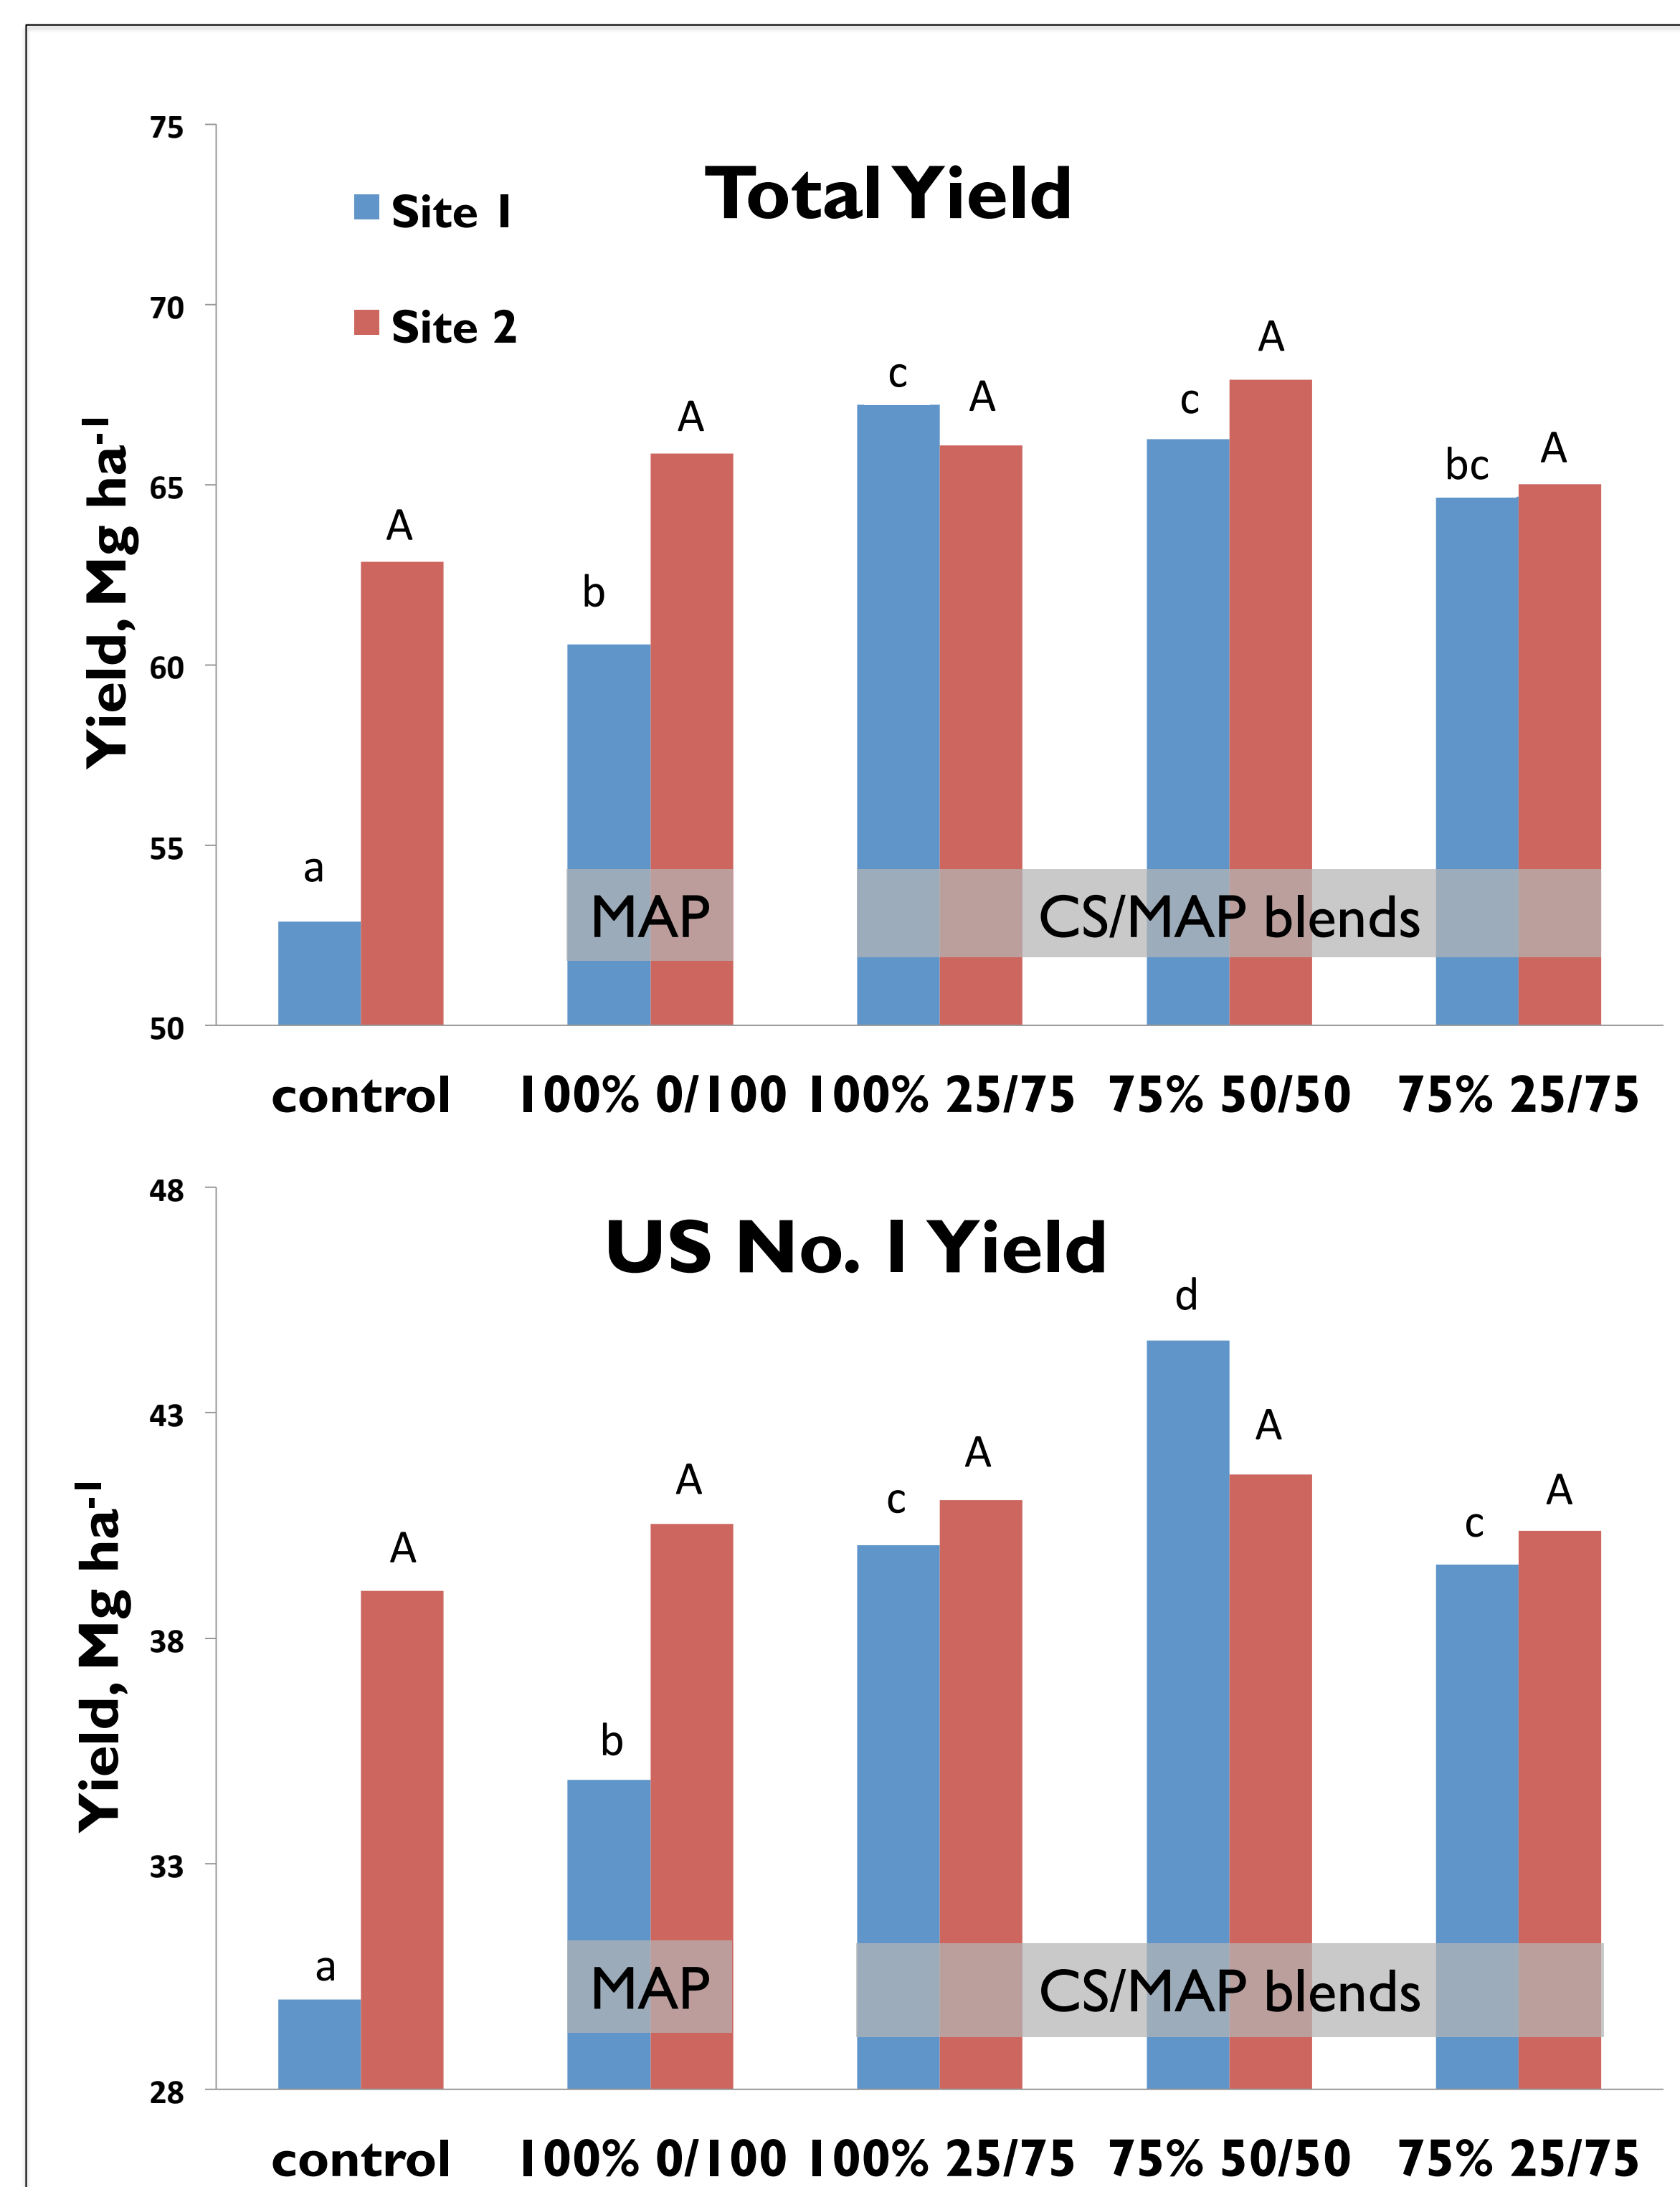 75
Total Yield
Site 1
70
Site 2
A
c
A
c
A
A
bc
A
65
A
b
Yield, Mg ha-1
60
55
a
MAP
CS/MAP blends
50
control 100% 0/100 100% 25/75 75% 50/50 75% 25/75
48
US No. 1 Yield
d
43
A
A
A
c
A
c
A
Yield, Mg ha-1
38
b
33
a
MAP
CS/MAP blends
28
control 100% 0/100 100% 25/75 75% 50/50 75% 25/75